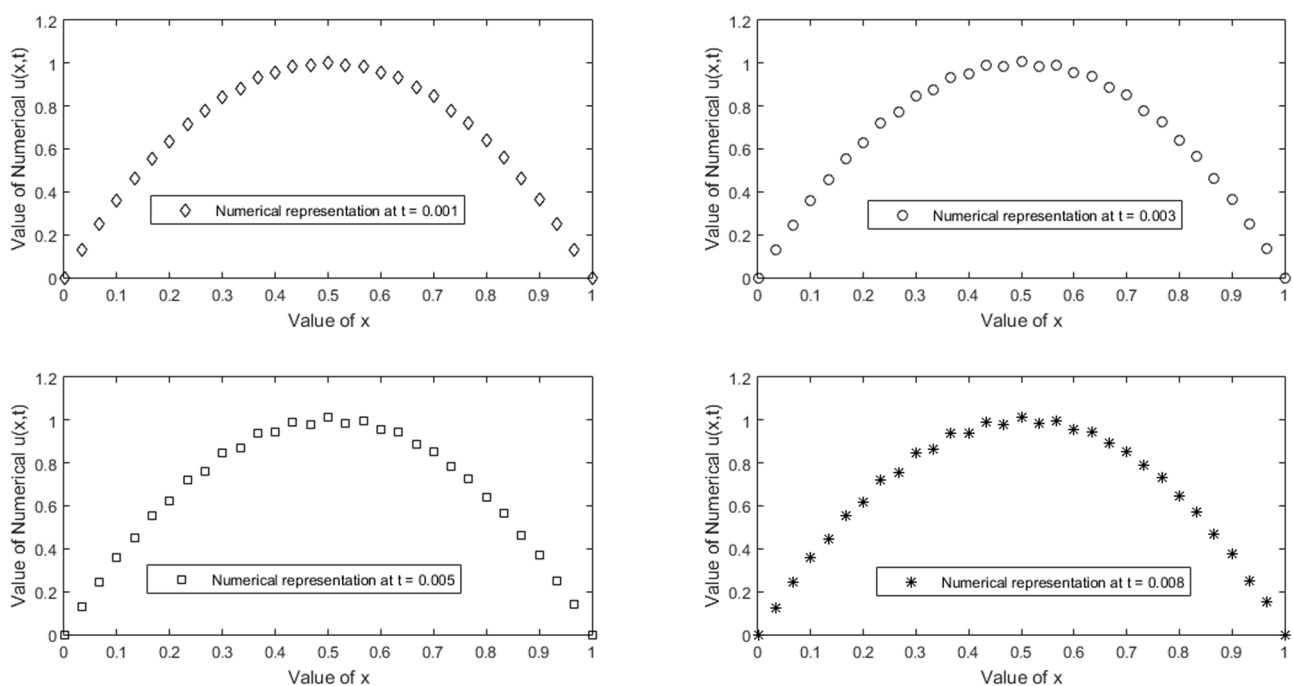 Value of Numerical u(x,t)
1.2
1
0.8
0.6
0.4
0.2
0
Numerical representation at t = 0.001
0 0.1 0.2 0.3 0.4 0.5 0.6 0.7 0.8 0.9 1
Value of x
Value of Numerical u(x,t)
1.2
1
0.8
0.6
0.4
0.2
0
Numerical representation at t = 0.003
0 0.1 0.2 0.3 0.4 0.5 0.6 0.7 0.8 0.9 1
Value of x
Value of Numerical u(x,t)
1.2
1
0.8
0.6
0.4
0.2
0
Numerical representation at t = 0.005
0 0.1 0.2 0.3 0.4 0.5 0.6 0.7 0.8 0.9 1
Value of x
Value of Numerical u(x,t)
1.2
1
0.8
0.6
0.4
0.2
0
Numerical representation at t = 0.008
0 0.1 0.2 0.3 0.4 0.5 0.6 0.7 0.8 0.9 1
Value of x